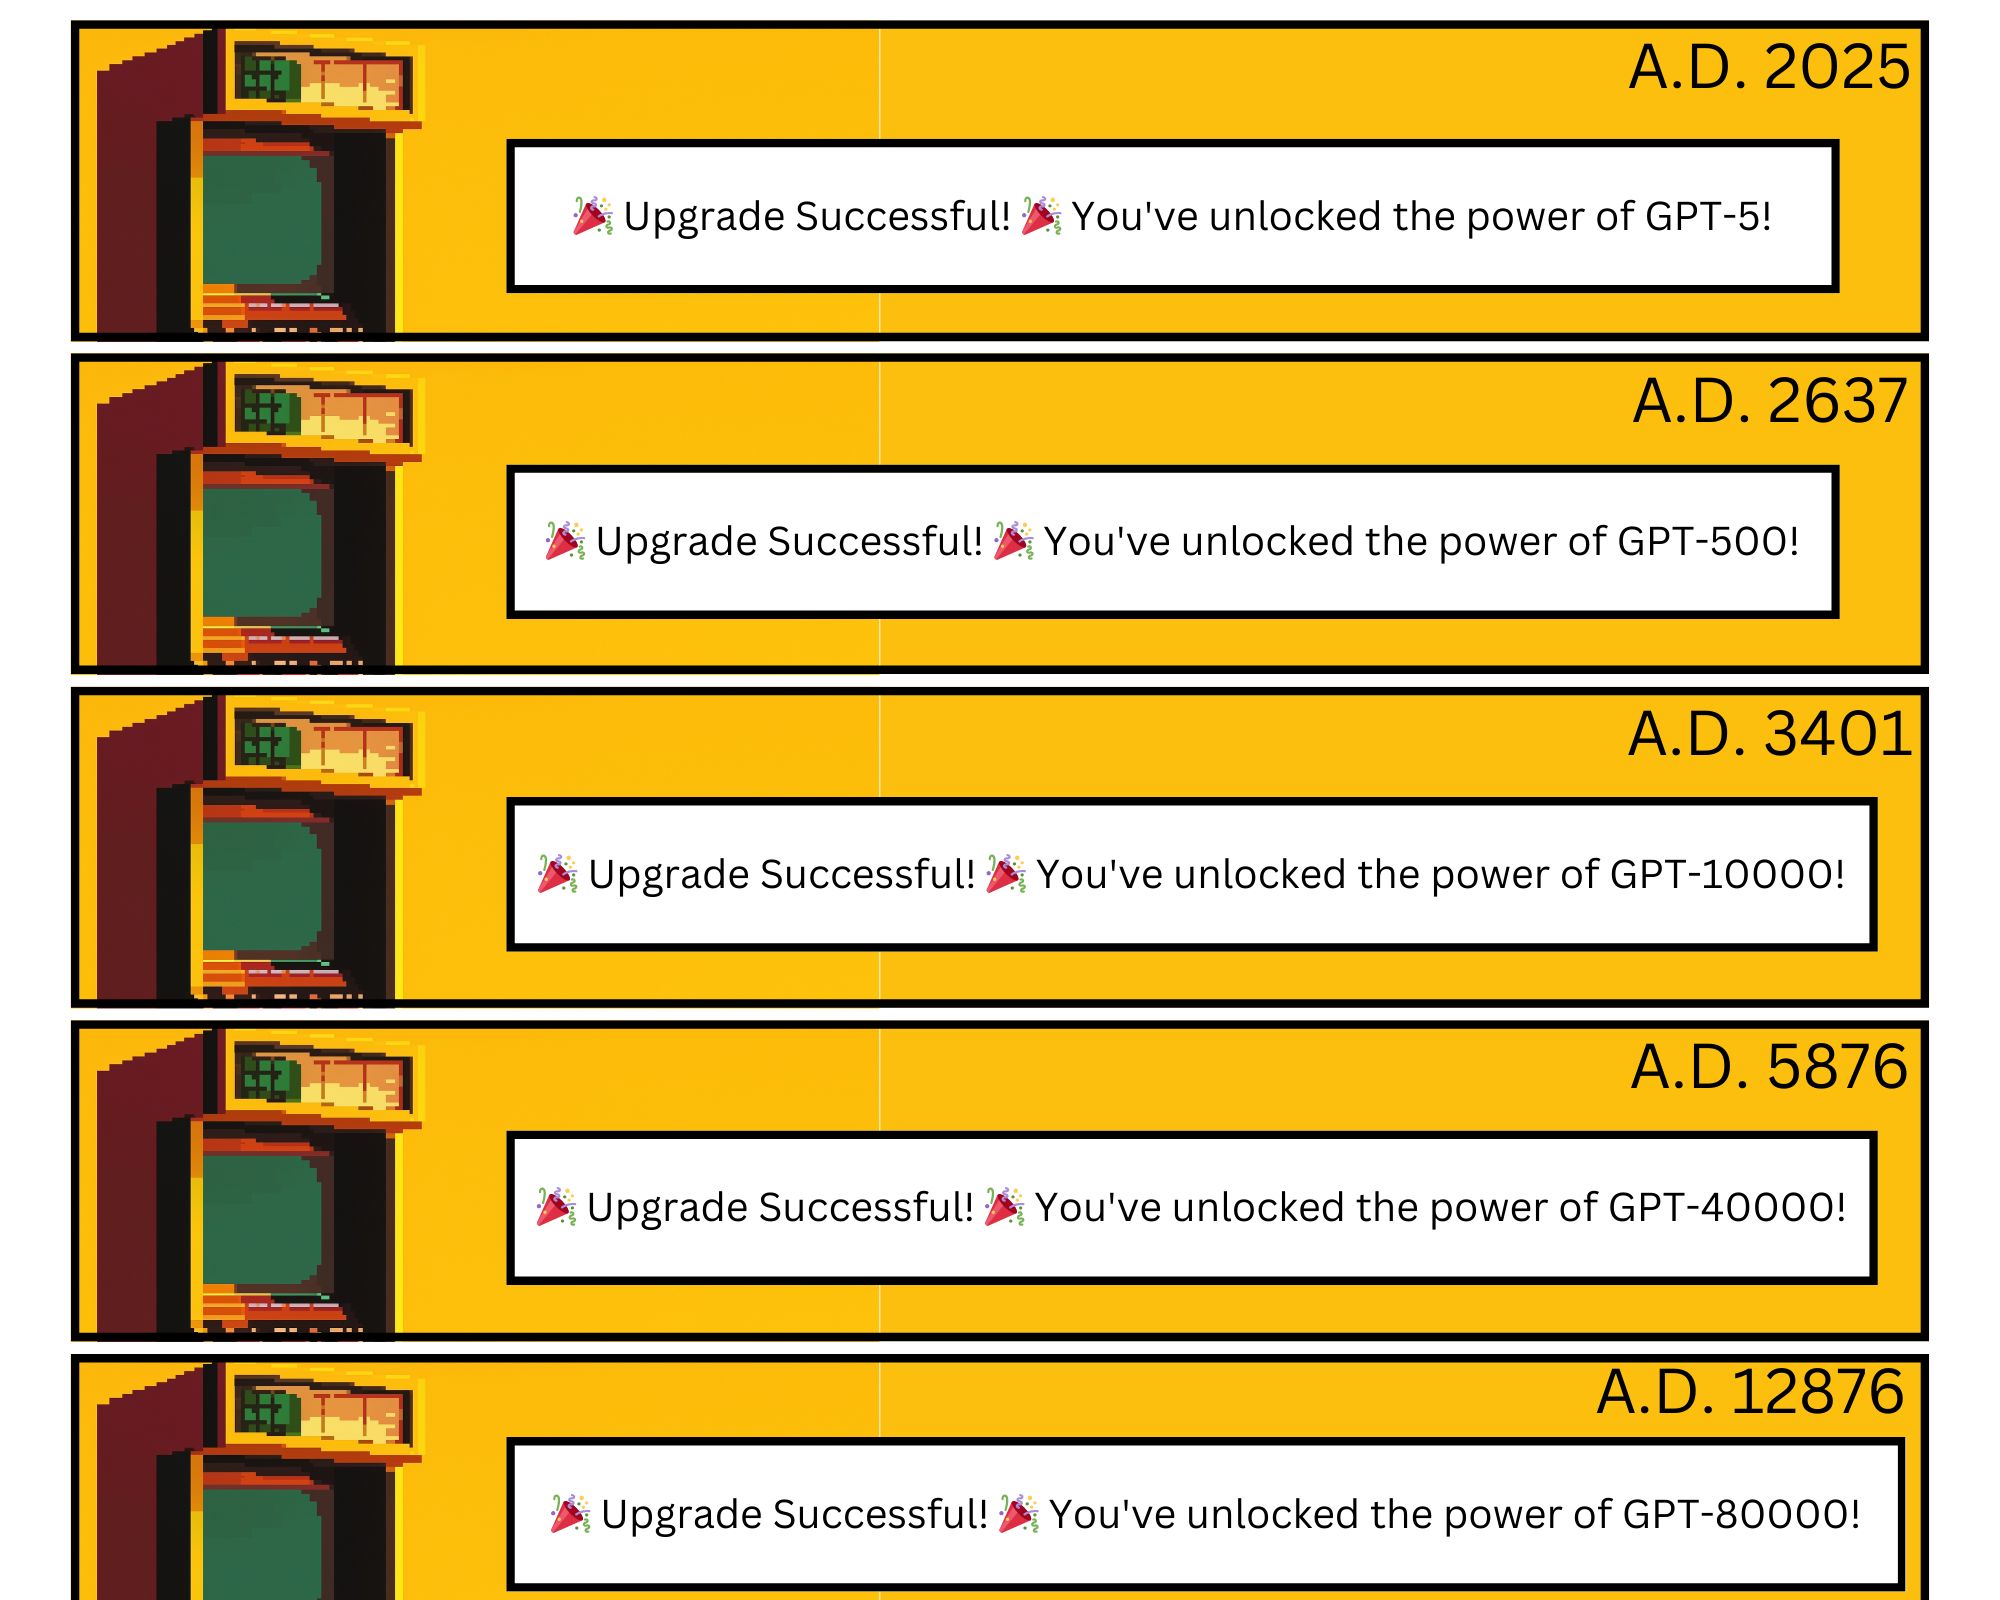 A.D. 2025
🎉 Upgrade Successful! 🎉 You've unlocked the power of GPT-5!
A.D. 2637
🎉 Upgrade Successful! 🎉 You've unlocked the power of GPT-500!
A.D. 3401
🎉 Upgrade Successful! 🎉 You've unlocked the power of GPT-10000!
A.D. 5876
🎉 Upgrade Successful! 🎉 You've unlocked the power of GPT-40000!
A.D. 12876
🎉 Upgrade Successful! 🎉 You've unlocked the power of GPT-80000!